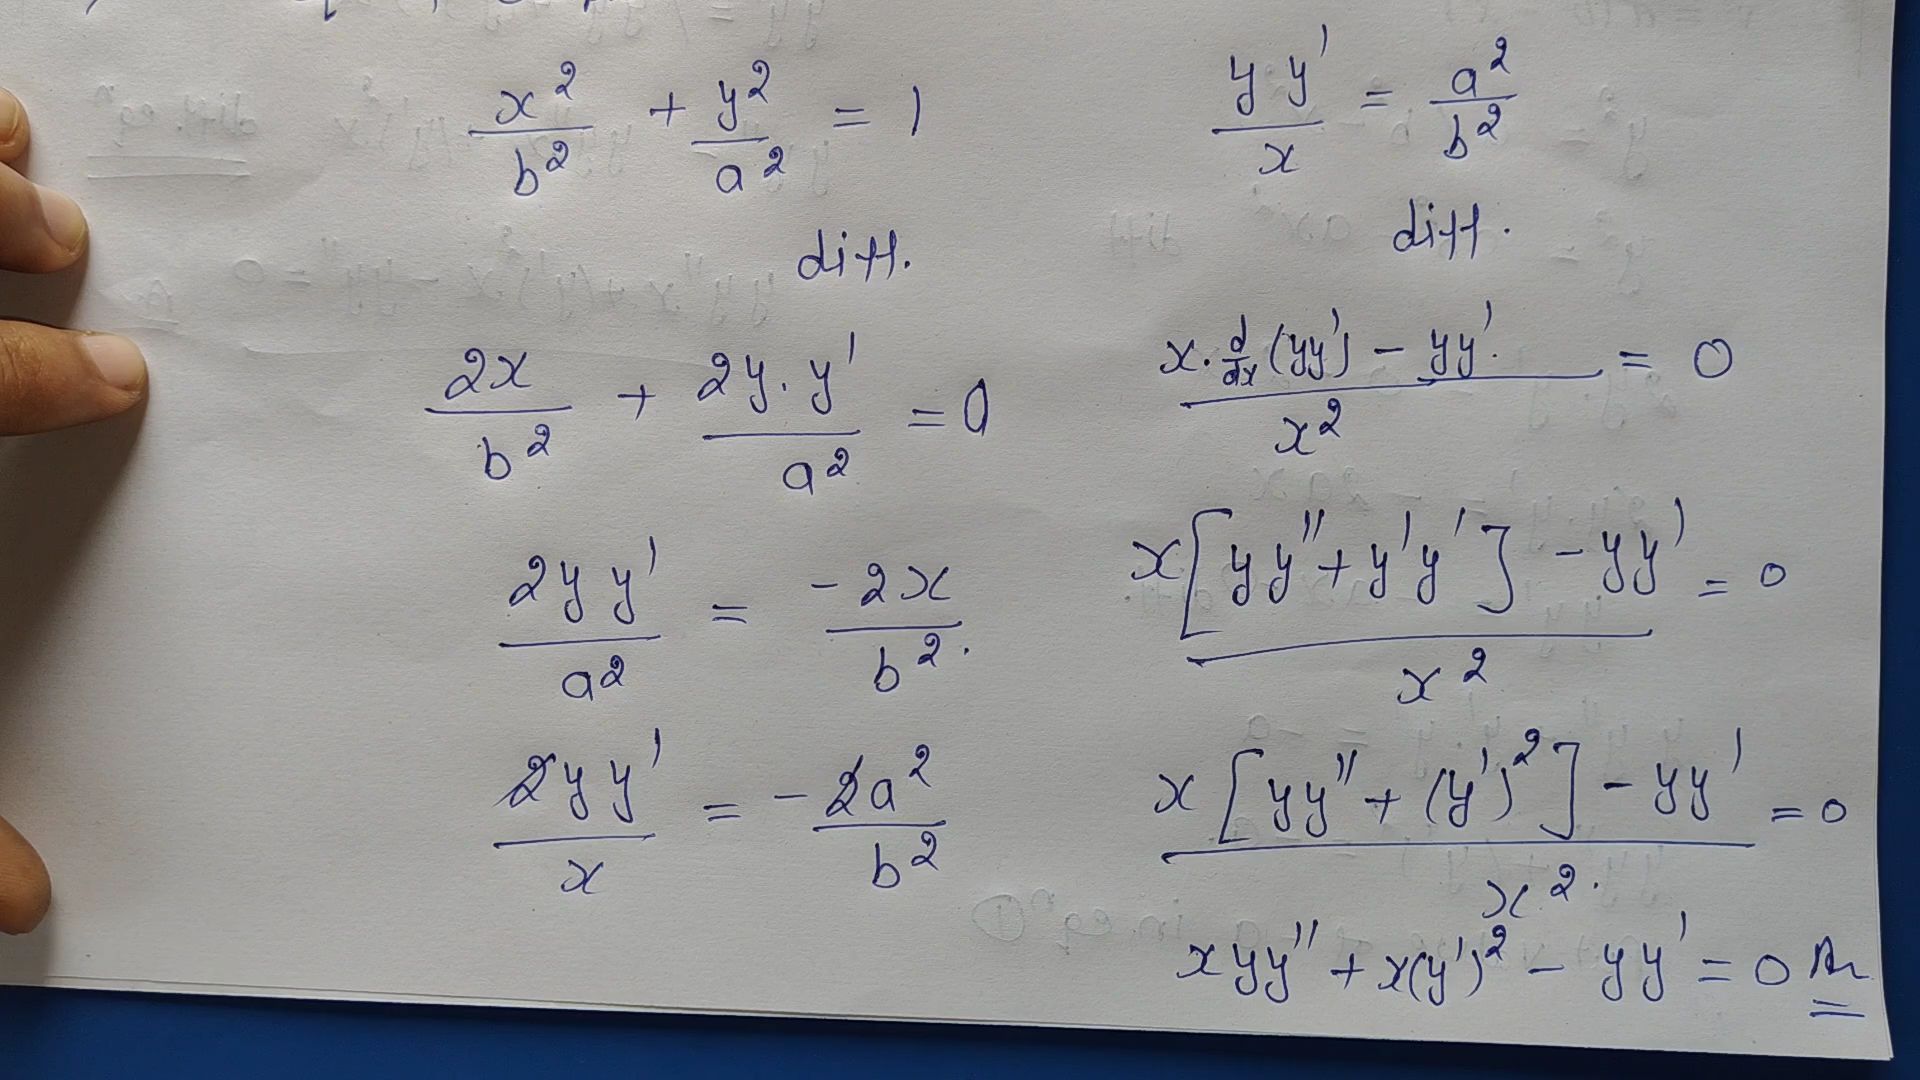 x²/b² + y²/a² = 1
diff.
2x/b² + 2y.y'/a² = 0
2yy'/a² = -2x/b².
2yy'/x = -2a²/b²
yy'/x = a²/b²
diff.
x. d/dx (yy') - yy'. / x² = 0
x[yy'' + y'y'] - yy' / x² = 0
x[yy'' + (y')²] - yy' / x². = 0
xyy'' + x(y')² - yy' = 0 An